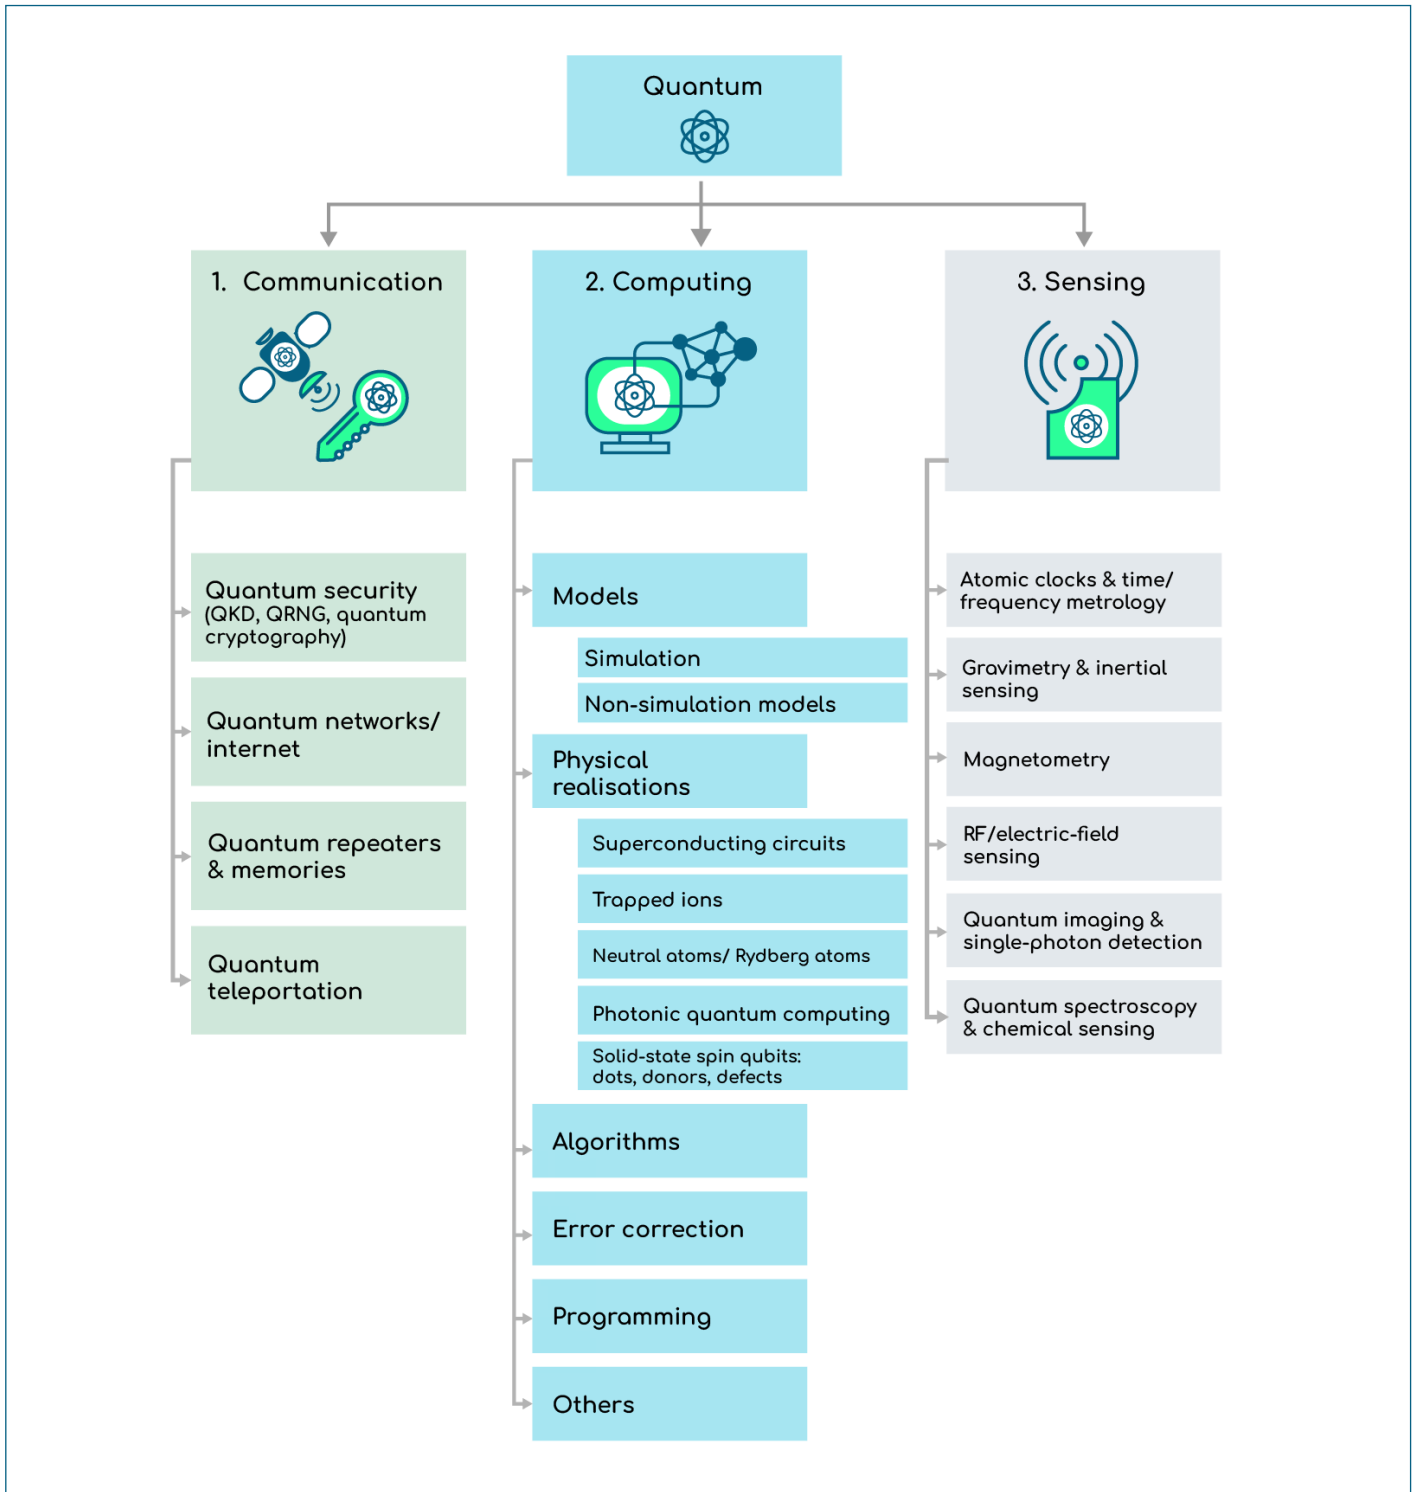 Quantum
1. Communication
Quantum security
(QKD, QRNG, quantum
cryptography)
Quantum networks/
internet
Quantum repeaters
& memories
Quantum
teleportation
2. Computing
Models
Simulation
Non-simulation models
Physical
realisations
Superconducting circuits
Trapped ions
Neutral atoms/ Rydberg atoms
Photonic quantum computing
Solid-state spin qubits:
dots, donors, defects
Algorithms
Error correction
Programming
Others
3. Sensing
Atomic clocks & time/
frequency metrology
Gravimetry & inertial
sensing
Magnetometry
RF/electric-field
sensing
Quantum imaging &
single-photon detection
Quantum spectroscopy
& chemical sensing